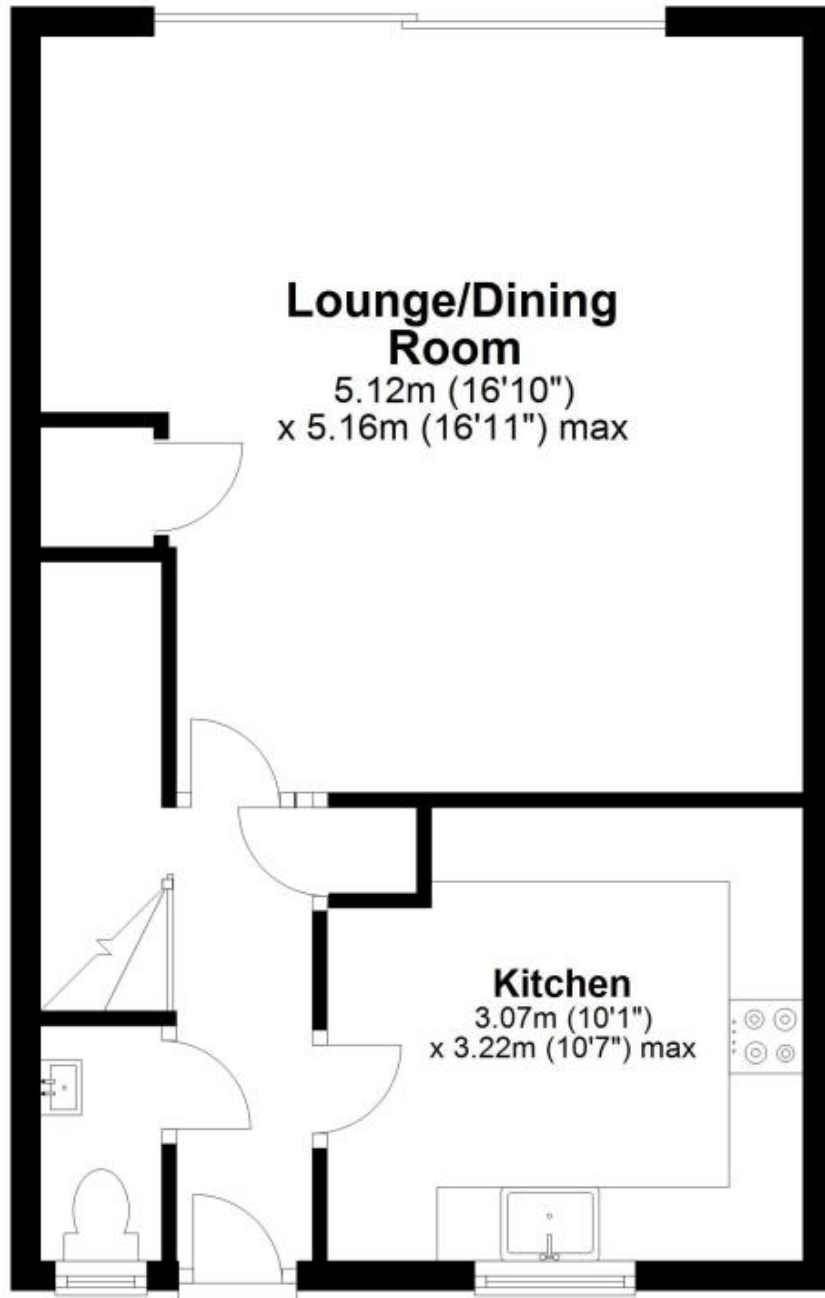 Lounge/Dining
Room
5.12m (16'10")
x 5.16m (16'11") max
Kitchen
3.07m (10'1")
x 3.22m (10'7") max